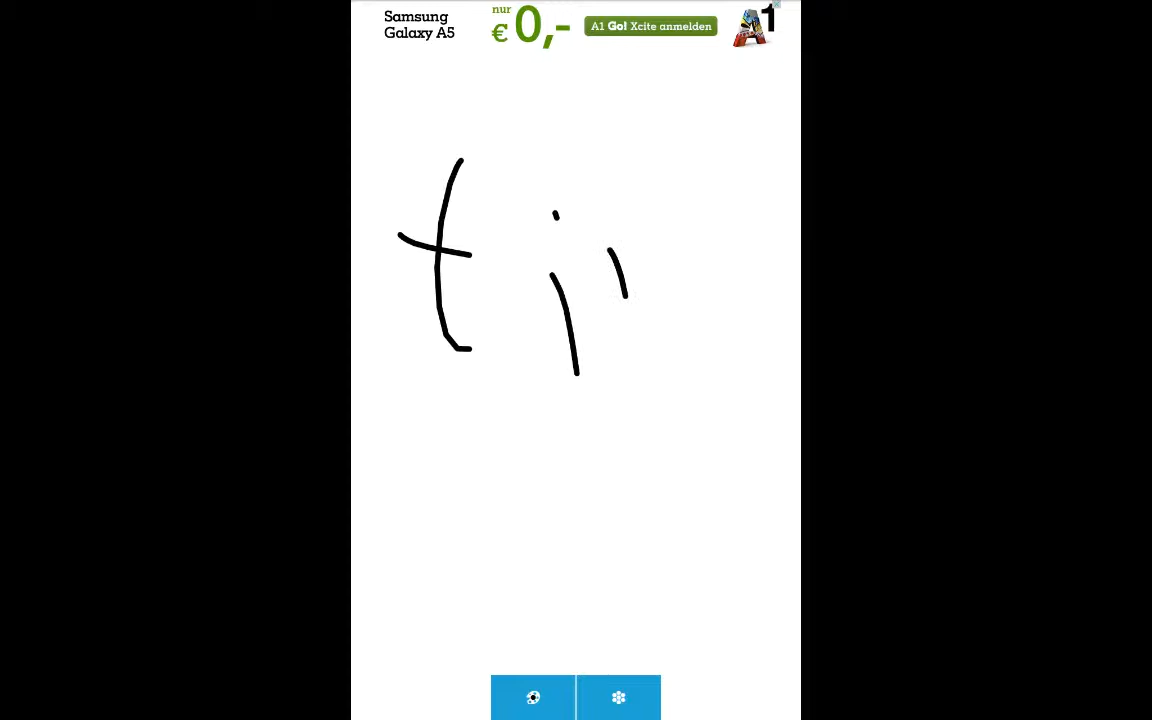 Samsung
Galaxy A5
nur
€ 0,-
A1 Go! Xcite anmelden
A1
ti